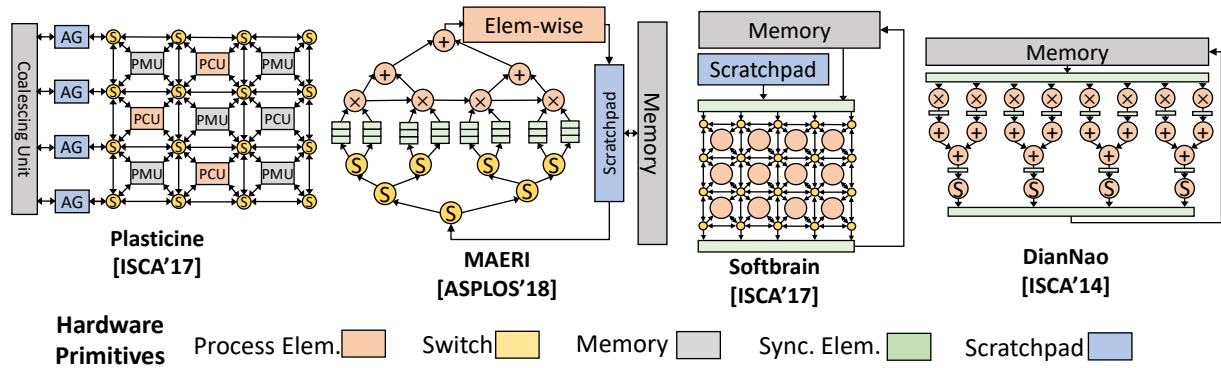 Coalescing Unit
AG
AG
AG
AG
S S S S
PMU PCU PMU
S S S S
PCU PMU PCU
S S S S
PMU PCU PMU
S S S S
Plasticine
[ISCA'17]
Elem-wise
+
+ +
× × × ×
S S S S
S S
S
Scratchpad
Memory
MAERI
[ASPLOS'18]
Memory
Scratchpad
Softbrain
[ISCA'17]
Memory
× × × × × × × ×
+ + + + + + + +
+ + + +
S S S S
DianNao
[ISCA'14]
Hardware
Primitives
Process Elem.
Switch
Memory
Sync. Elem.
Scratchpad